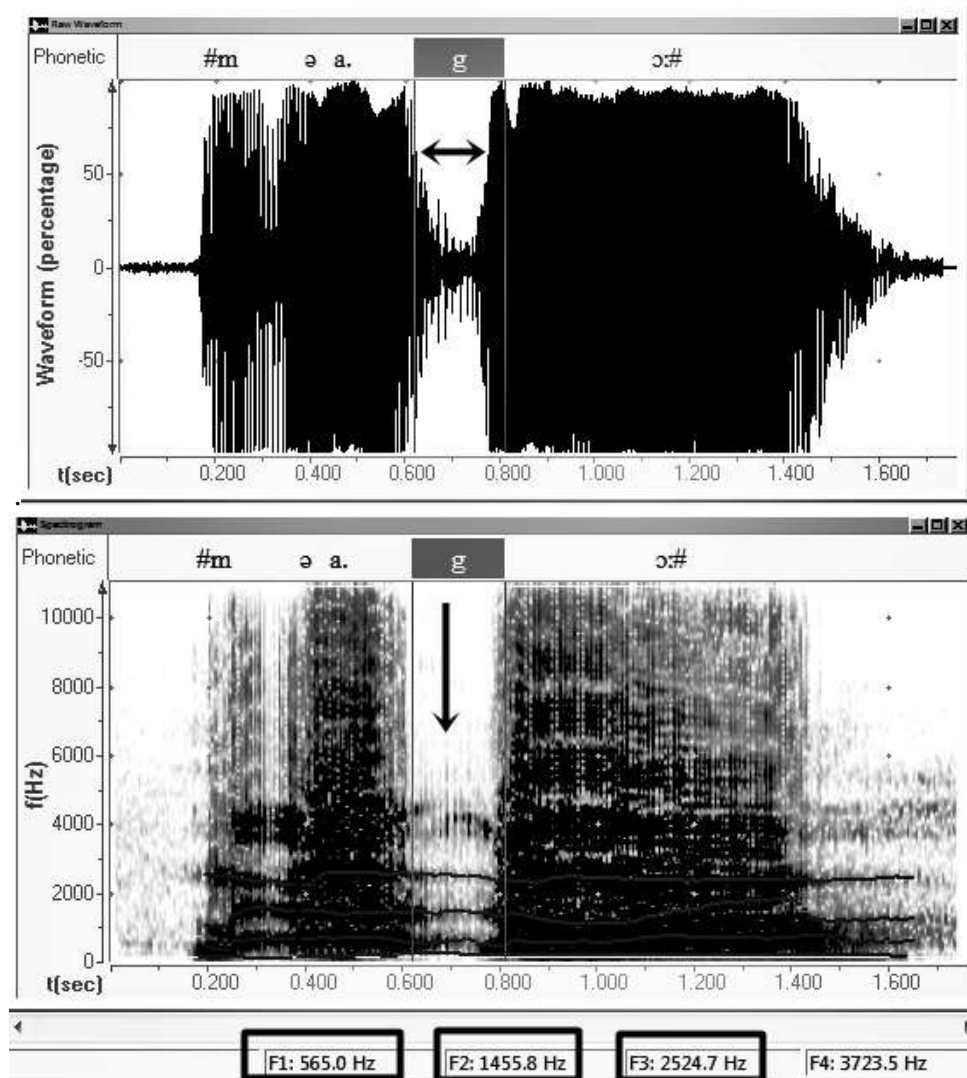 Raw Waveform
Phonetic #m ə a. g ɔ:#
Waveform (percentage)
50
0
-50
t(sec) 0.200 0.400 0.600 0.800 1.000 1.200 1.400 1.600
Spectrogram
Phonetic #m ə a. g ɔ:#
f(Hz)
10000
8000
6000
4000
2000
0
t(sec) 0.200 0.400 0.600 0.800 1.000 1.200 1.400 1.600
F1: 565.0 Hz F2: 1455.8 Hz F3: 2524.7 Hz F4: 3723.5 Hz